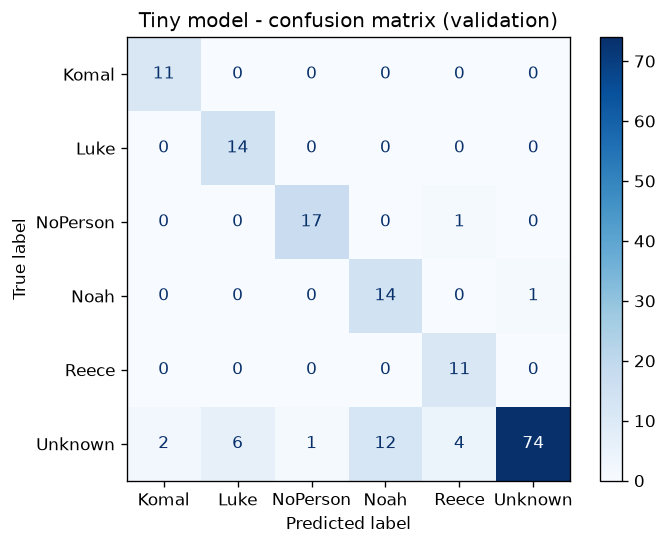 Tiny model - confusion matrix (validation)
Komal 11 0 0 0 0 0
Luke 0 14 0 0 0 0
NoPerson 0 0 17 0 1 0
Noah 0 0 0 14 0 1
Reece 0 0 0 0 11 0
Unknown 2 6 1 12 4 74
Komal Luke NoPerson Noah Reece Unknown
Predicted label
True label
70
60
50
40
30
20
10
0